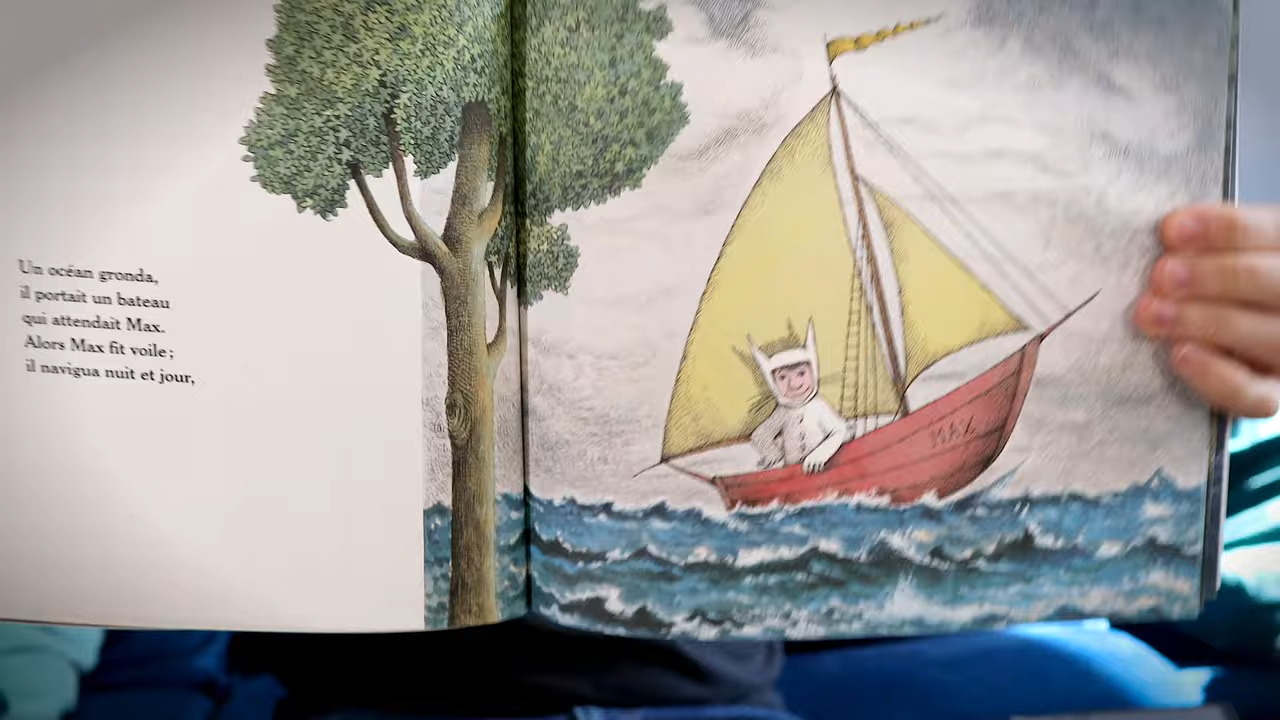 Un océan gronda,
il portait un bateau
qui attendait Max.
Alors Max fit voile ;
il navigua nuit et jour,
MAX